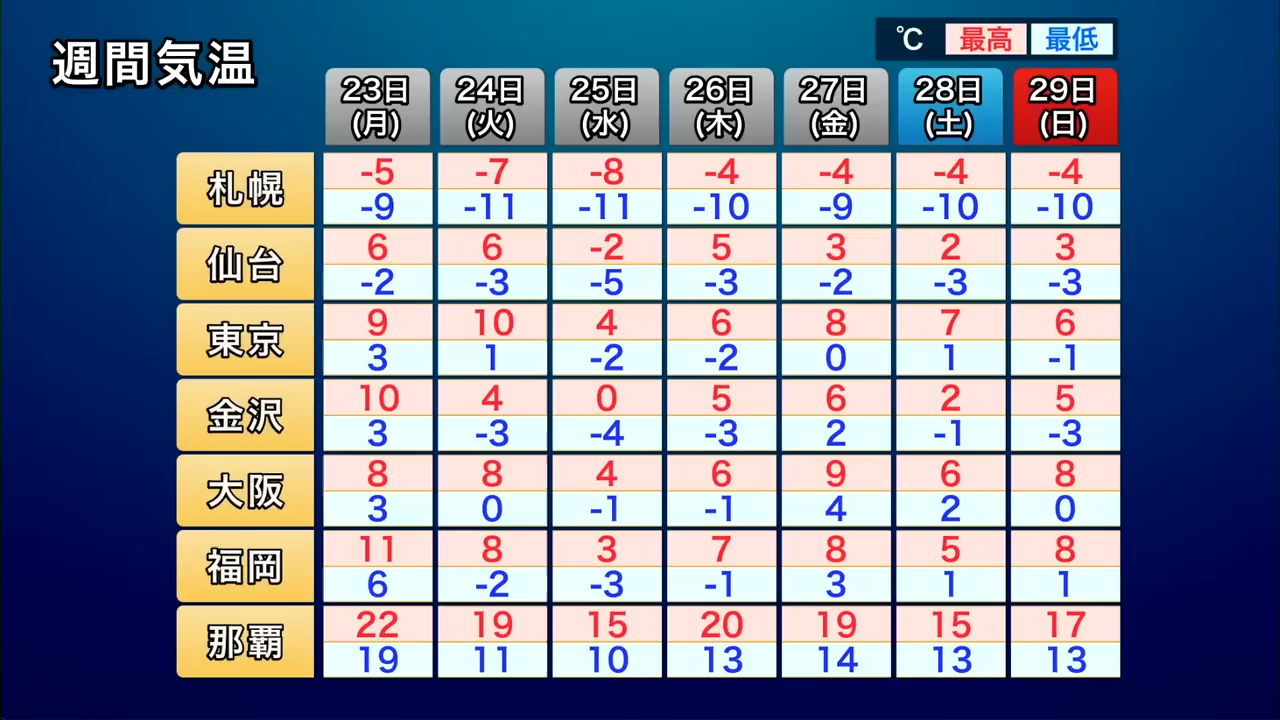 週間気温
℃ 最高 最低
23日 24日 25日 26日 27日 28日 29日
(月) (火) (水) (木) (金) (土) (日)
札幌
-5 -7 -8 -4 -4 -4 -4
-9 -11 -11 -10 -9 -10 -10
仙台
6 6 -2 5 3 2 3
-2 -3 -5 -3 -2 -3 -3
東京
9 10 4 6 8 7 6
3 1 -2 -2 0 1 -1
金沢
10 4 0 5 6 2 5
3 -3 -4 -3 2 -1 -3
大阪
8 8 4 6 9 6 8
3 0 -1 -1 4 2 0
福岡
11 8 3 7 8 5 8
6 -2 -3 -1 3 1 1
那覇
22 19 15 20 19 15 17
19 11 10 13 14 13 13